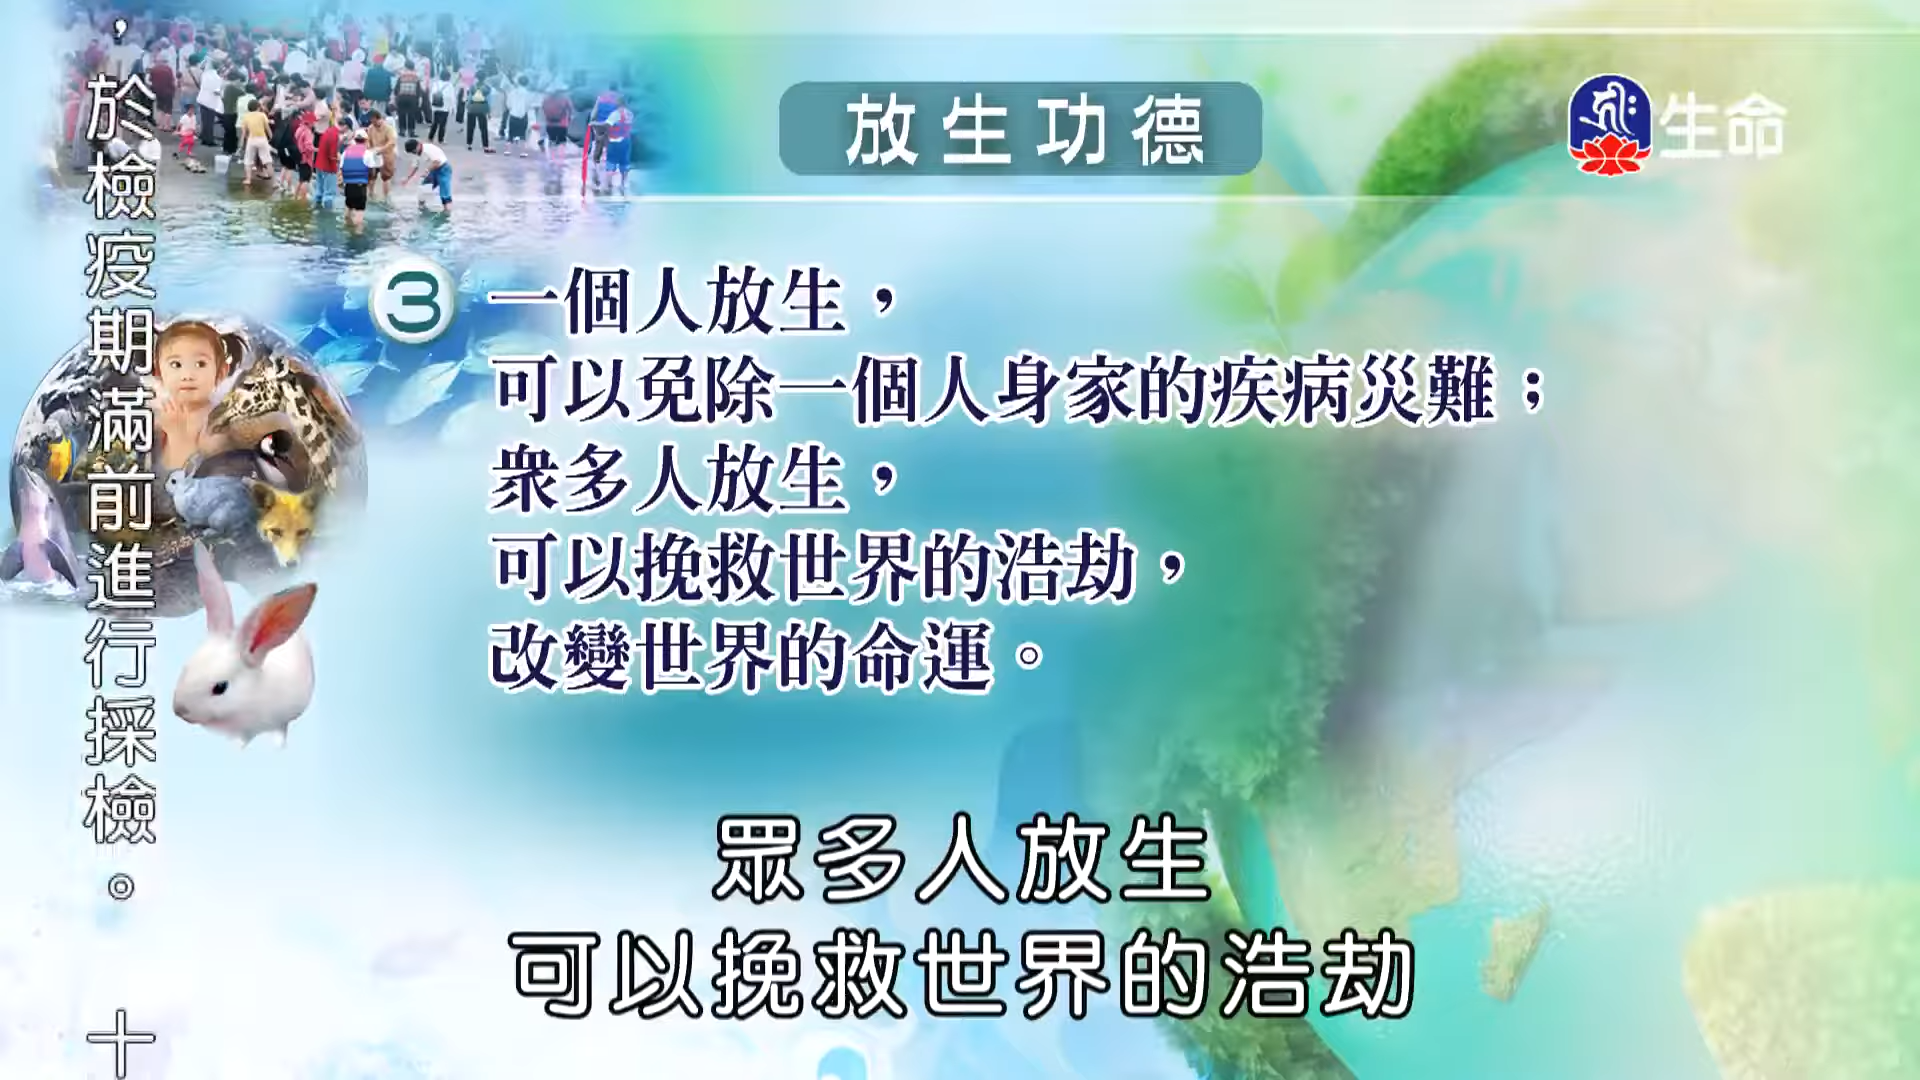 放生功德
生命
3 一個人放生，
可以免除一個人身家的疾病災難；
衆多人放生，
可以挽救世界的浩劫，
改變世界的命運。
眾多人放生
可以挽救世界的浩劫
，於檢疫期滿前進行採檢。 十